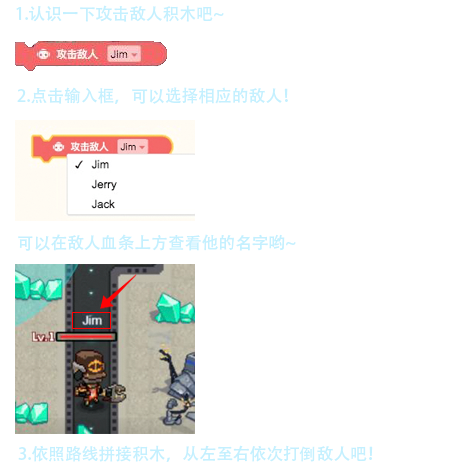 1.认识一下攻击敌人积木吧~
攻击敌人 Jim
2.点击输入框，可以选择相应的敌人！
攻击敌人 Jim
✓ Jim
Jerry
Jack
可以在敌人血条上方查看他的名字哟~
Jim
Lv.1
3.依照路线拼接积木，从左至右依次打倒敌人吧！